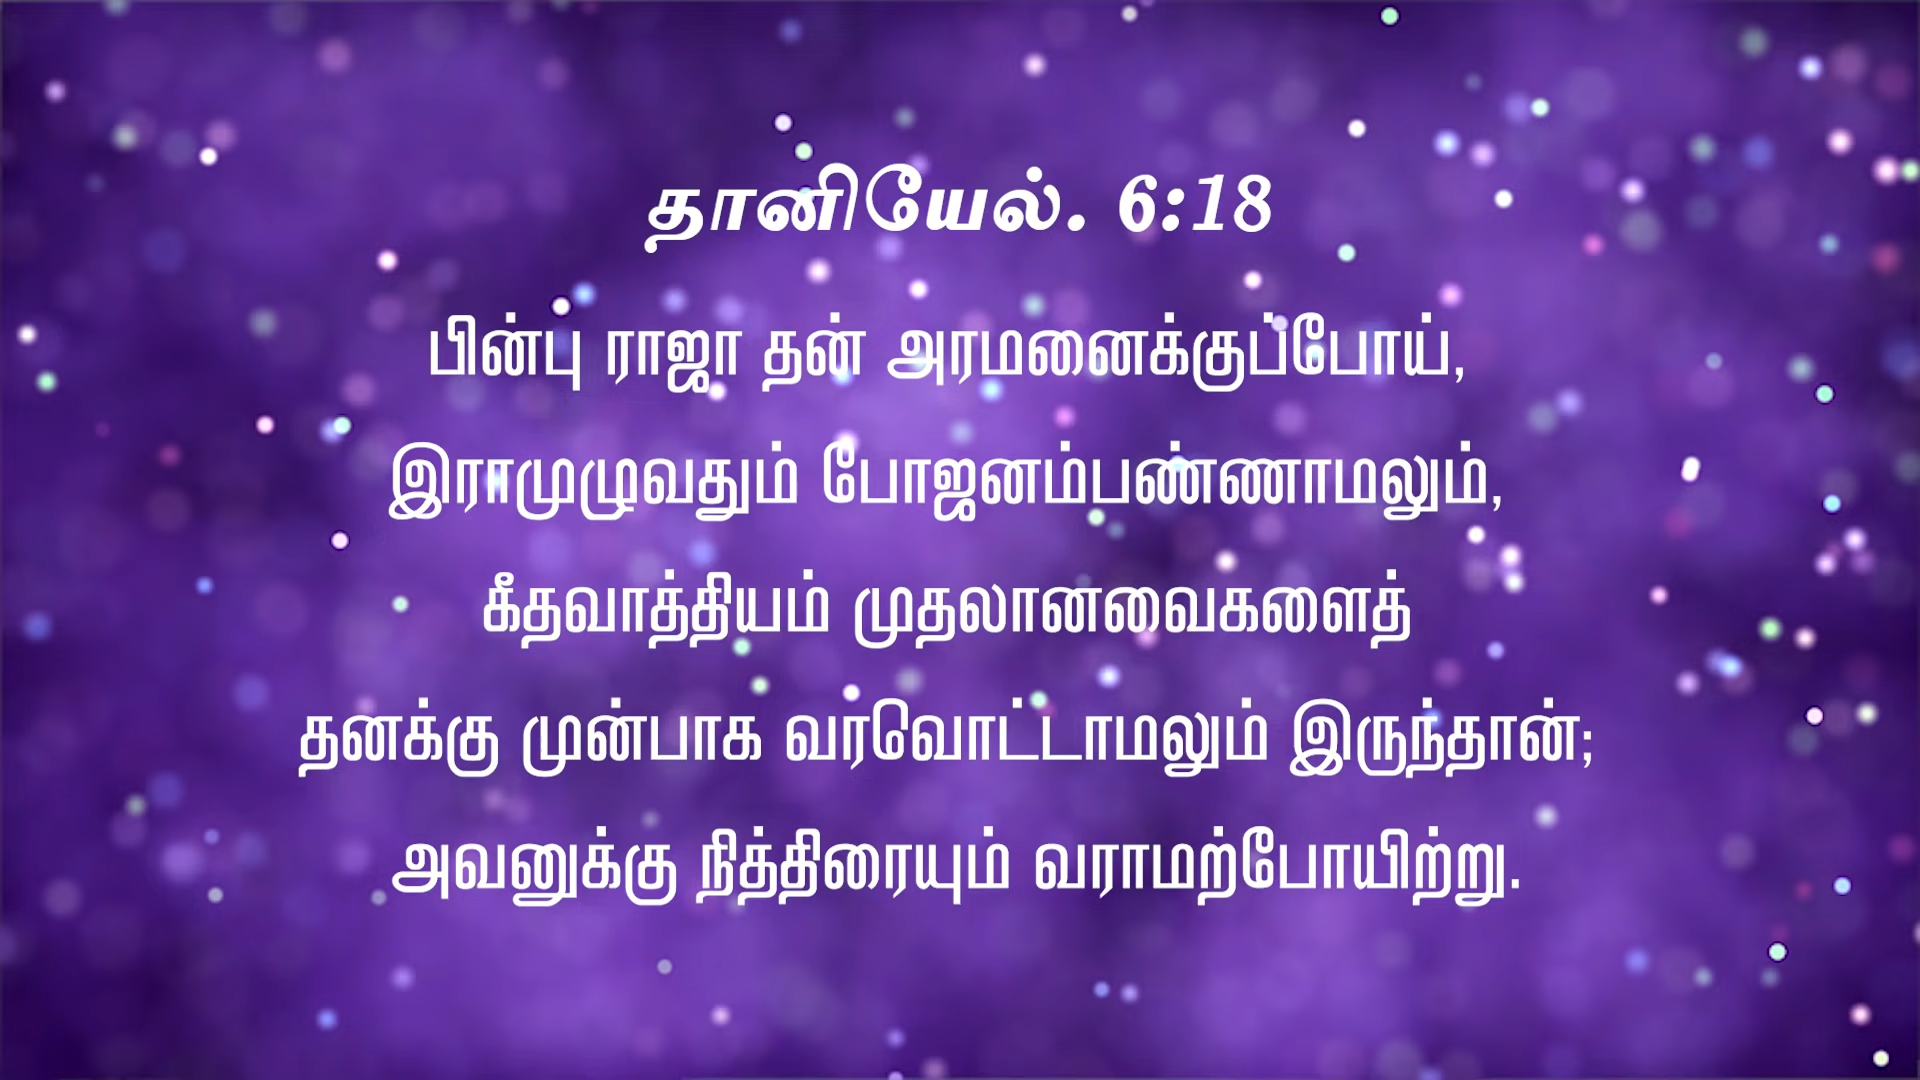 தானியேல். 6:18
பின்பு ராஜா தன் அரமனைக்குப்போய்,
இராமுழுவதும் போஜனம்பண்ணாமலும்,
கீதவாத்தியம் முதலானவைகளைத்
தனக்கு முன்பாக வரவொட்டாமலும் இருந்தான்;
அவனுக்கு நித்திரையும் வராமற்போயிற்று.